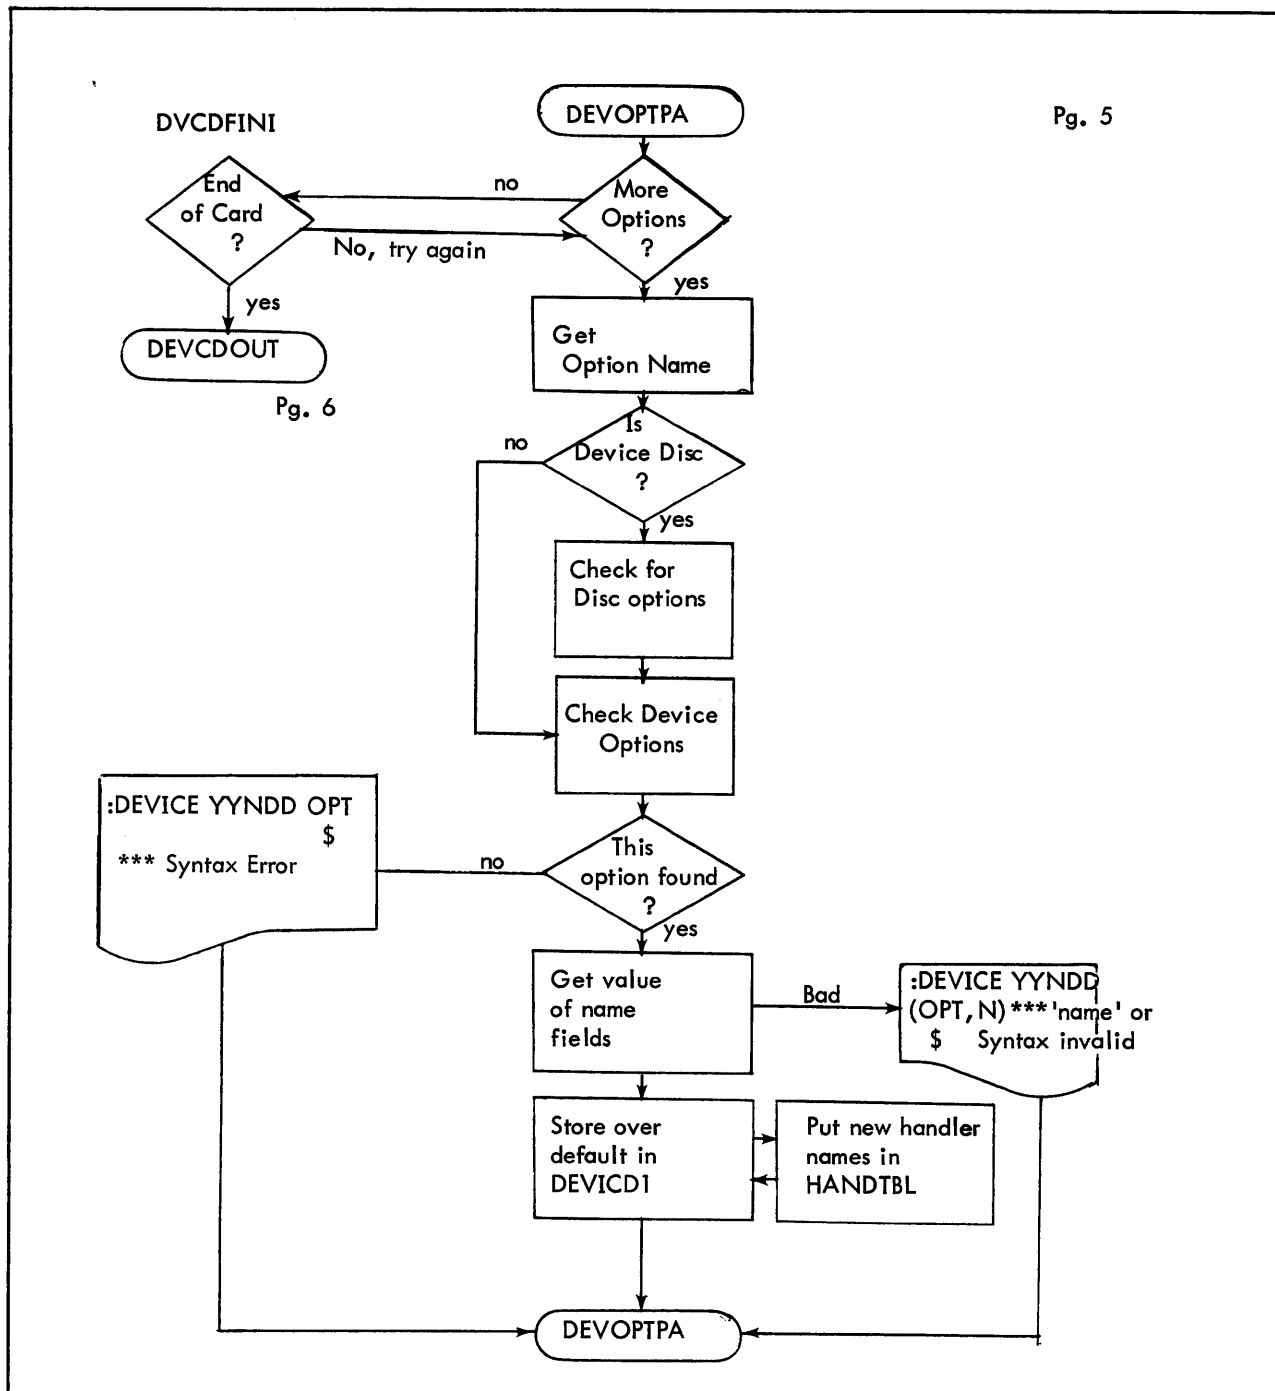 DEVOPTPA
Pg. 5
DVCDFINI
End
of Card
?
no
More
Options
?
No, try again
yes
yes
DEVCDOUT
Pg. 6
Get
Option Name
Is
Device Disc
?
no
yes
Check for
Disc options
Check Device
Options
:DEVICE YYNDD OPT
$
*** Syntax Error
no
This
option found
?
yes
Get value
of name
fields
Bad
:DEVICE YYNDD
(OPT, N) *** 'name' or
$ Syntax invalid
Store over
default in
DEVICD1
Put new handler
names in
HANDTBL
DEVOPTPA